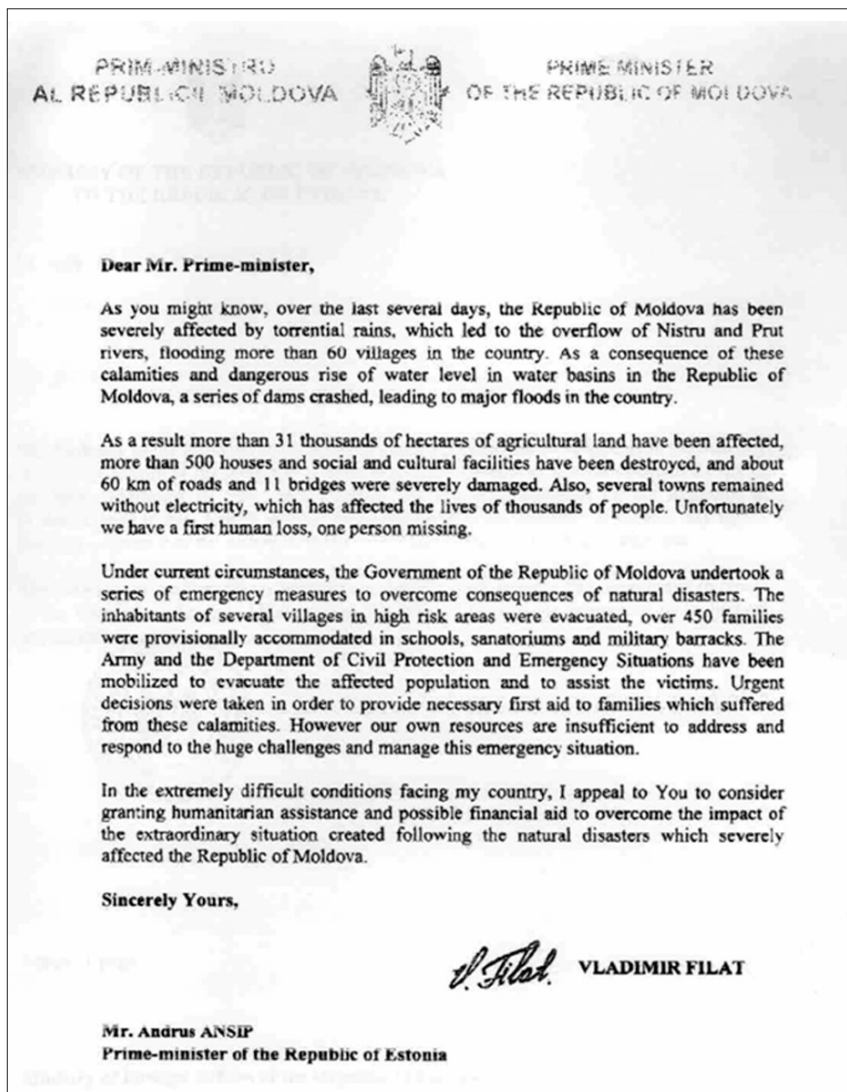 PRIM-MINISTRU
AL REPUBLICII MOLDOVA
PRIME MINISTER
OF THE REPUBLIC OF MOLDOVA
Dear Mr. Prime-minister,
As you might know, over the last several days, the Republic of Moldova has been
severely affected by torrential rains, which led to the overflow of Nistru and Prut
rivers, flooding more than 60 villages in the country. As a consequence of these
calamities and dangerous rise of water level in water basins in the Republic of
Moldova, a series of dams crashed, leading to major floods in the country.
As a result more than 31 thousands of hectares of agricultural land have been affected,
more than 500 houses and social and cultural facilities have been destroyed, and about
60 km of roads and 11 bridges were severely damaged. Also, several towns remained
without electricity, which has affected the lives of thousands of people. Unfortunately
we have a first human loss, one person missing.
Under current circumstances, the Government of the Republic of Moldova undertook a
series of emergency measures to overcome consequences of natural disasters. The
inhabitants of several villages in high risk areas were evacuated, over 450 families
were provisionally accommodated in schools, sanatoriums and military barracks. The
Army and the Department of Civil Protection and Emergency Situations have been
mobilized to evacuate the affected population and to assist the victims. Urgent
decisions were taken in order to provide necessary first aid to families which suffered
from these calamities. However our own resources are insufficient to address and
respond to the huge challenges and manage this emergency situation.
In the extremely difficult conditions facing my country, I appeal to You to consider
granting humanitarian assistance and possible financial aid to overcome the impact of
the extraordinary situation created following the natural disasters which severely
affected the Republic of Moldova.
Sincerely Yours,
V. Filat. VLADIMIR FILAT
Mr. Andrus ANSIP
Prime-minister of the Republic of Estonia